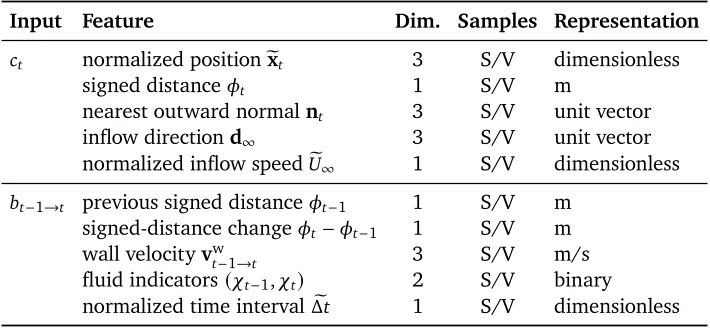 Input Feature Dim. Samples Representation
c_t normalized position x̃_t 3 S/V dimensionless
signed distance ϕ_t 1 S/V m
nearest outward normal n_t 3 S/V unit vector
inflow direction d_∞ 3 S/V unit vector
normalized inflow speed Ũ_∞ 1 S/V dimensionless
b_{t−1→t} previous signed distance ϕ_{t−1} 1 S/V m
signed-distance change ϕ_t − ϕ_{t−1} 1 S/V m
wall velocity v^w_{t−1→t} 3 S/V m/s
fluid indicators (χ_{t−1}, χ_t) 2 S/V binary
normalized time interval Δ̃t 1 S/V dimensionless